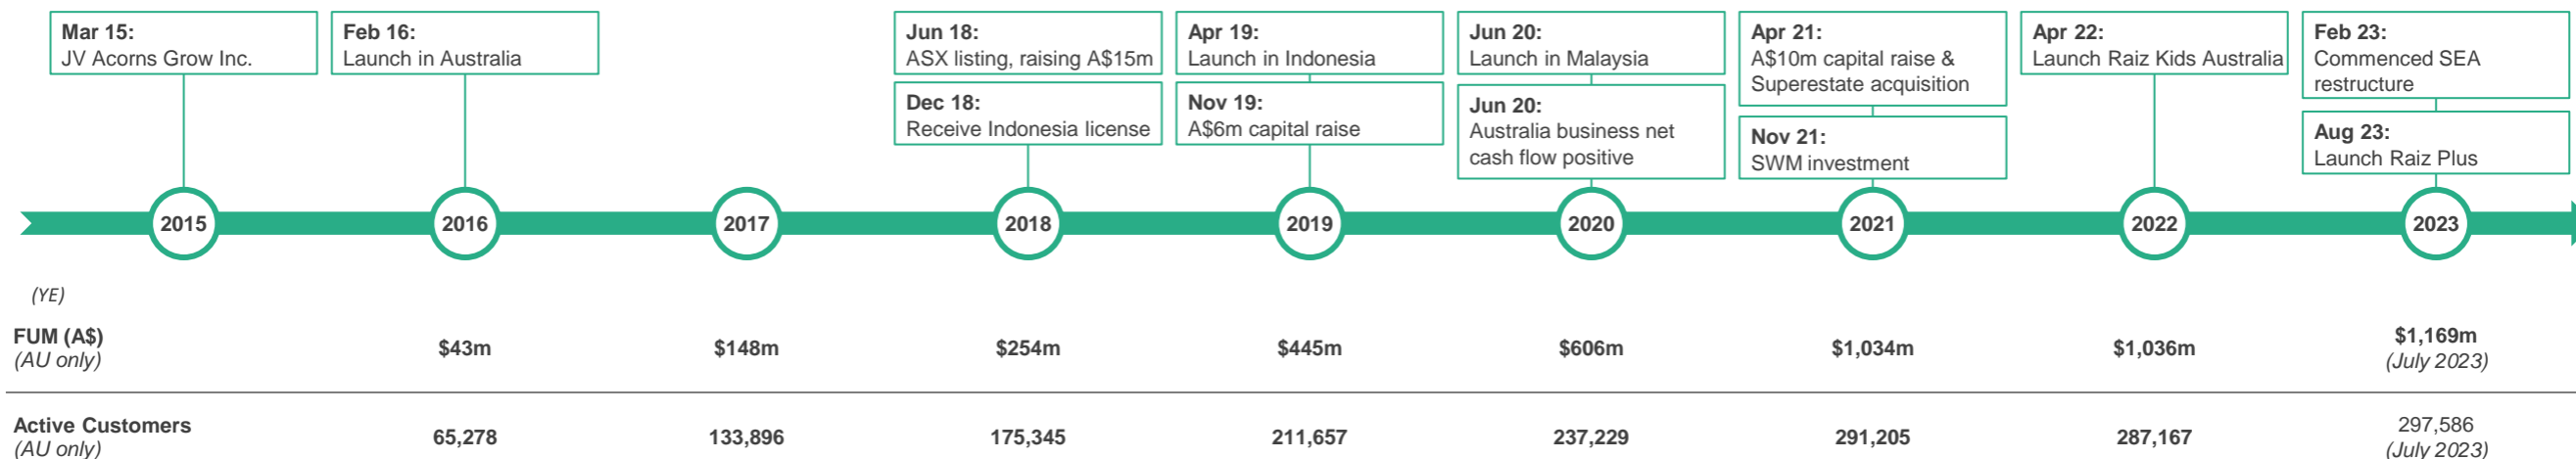 Mar 15:
JV Acorns Grow Inc.
Feb 16:
Launch in Australia
Jun 18:
ASX listing, raising A$15m
Dec 18:
Receive Indonesia license
Apr 19:
Launch in Indonesia
Nov 19:
A$6m capital raise
Jun 20:
Launch in Malaysia
Jun 20:
Australia business net
cash flow positive
Apr 21:
A$10m capital raise &
Superestate acquisition
Nov 21:
SWM investment
Apr 22:
Launch Raiz Kids Australia
Feb 23:
Commenced SEA
restructure
Aug 23:
Launch Raiz Plus
2015 2016 2017 2018 2019 2020 2021 2022 2023
(YE)
FUM (A$)
(AU only)
$43m $148m $254m $445m $606m $1,034m $1,036m $1,169m
(July 2023)
Active Customers
(AU only)
65,278 133,896 175,345 211,657 237,229 291,205 287,167 297,586
(July 2023)